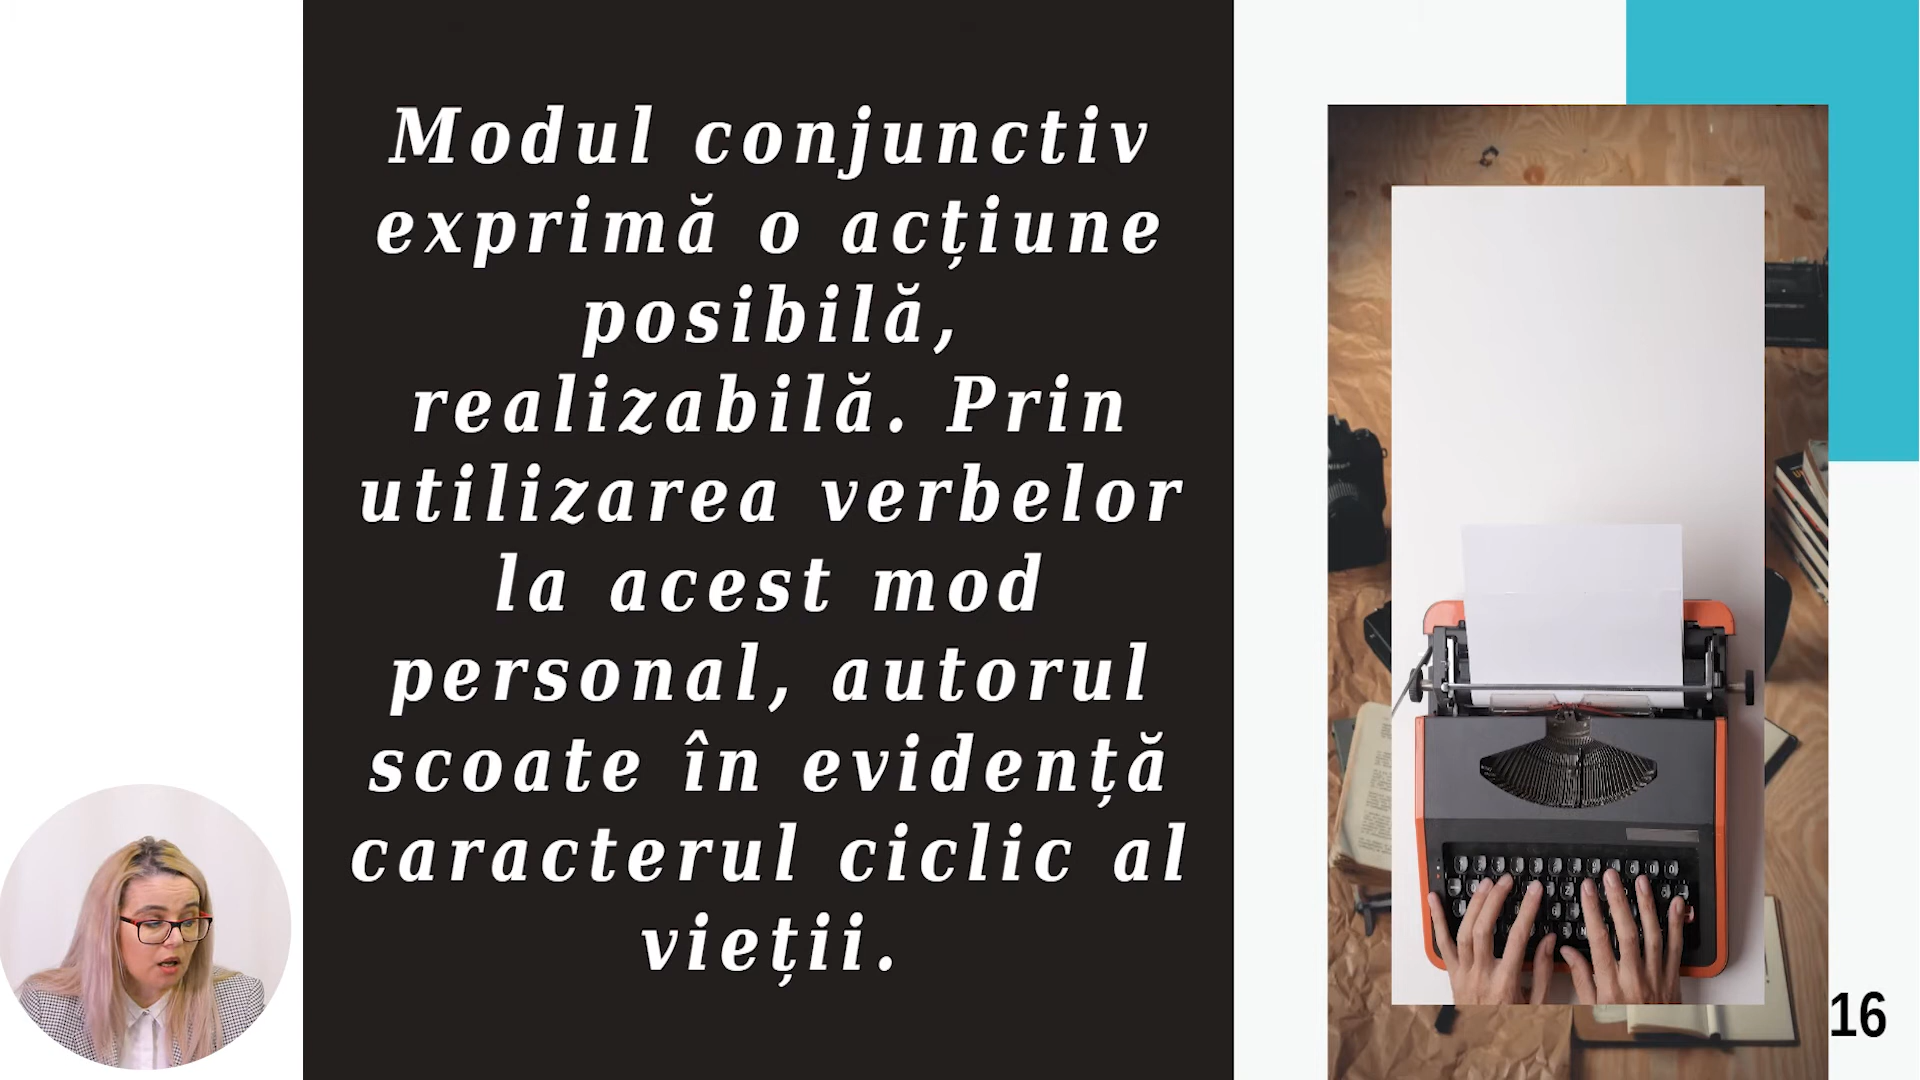 Modul conjunctiv
exprimă o acțiune
posibilă,
realizabilă. Prin
utilizarea verbelor
la acest mod
personal, autorul
scoate în evidență
caracterul ciclic al
vieții.
16